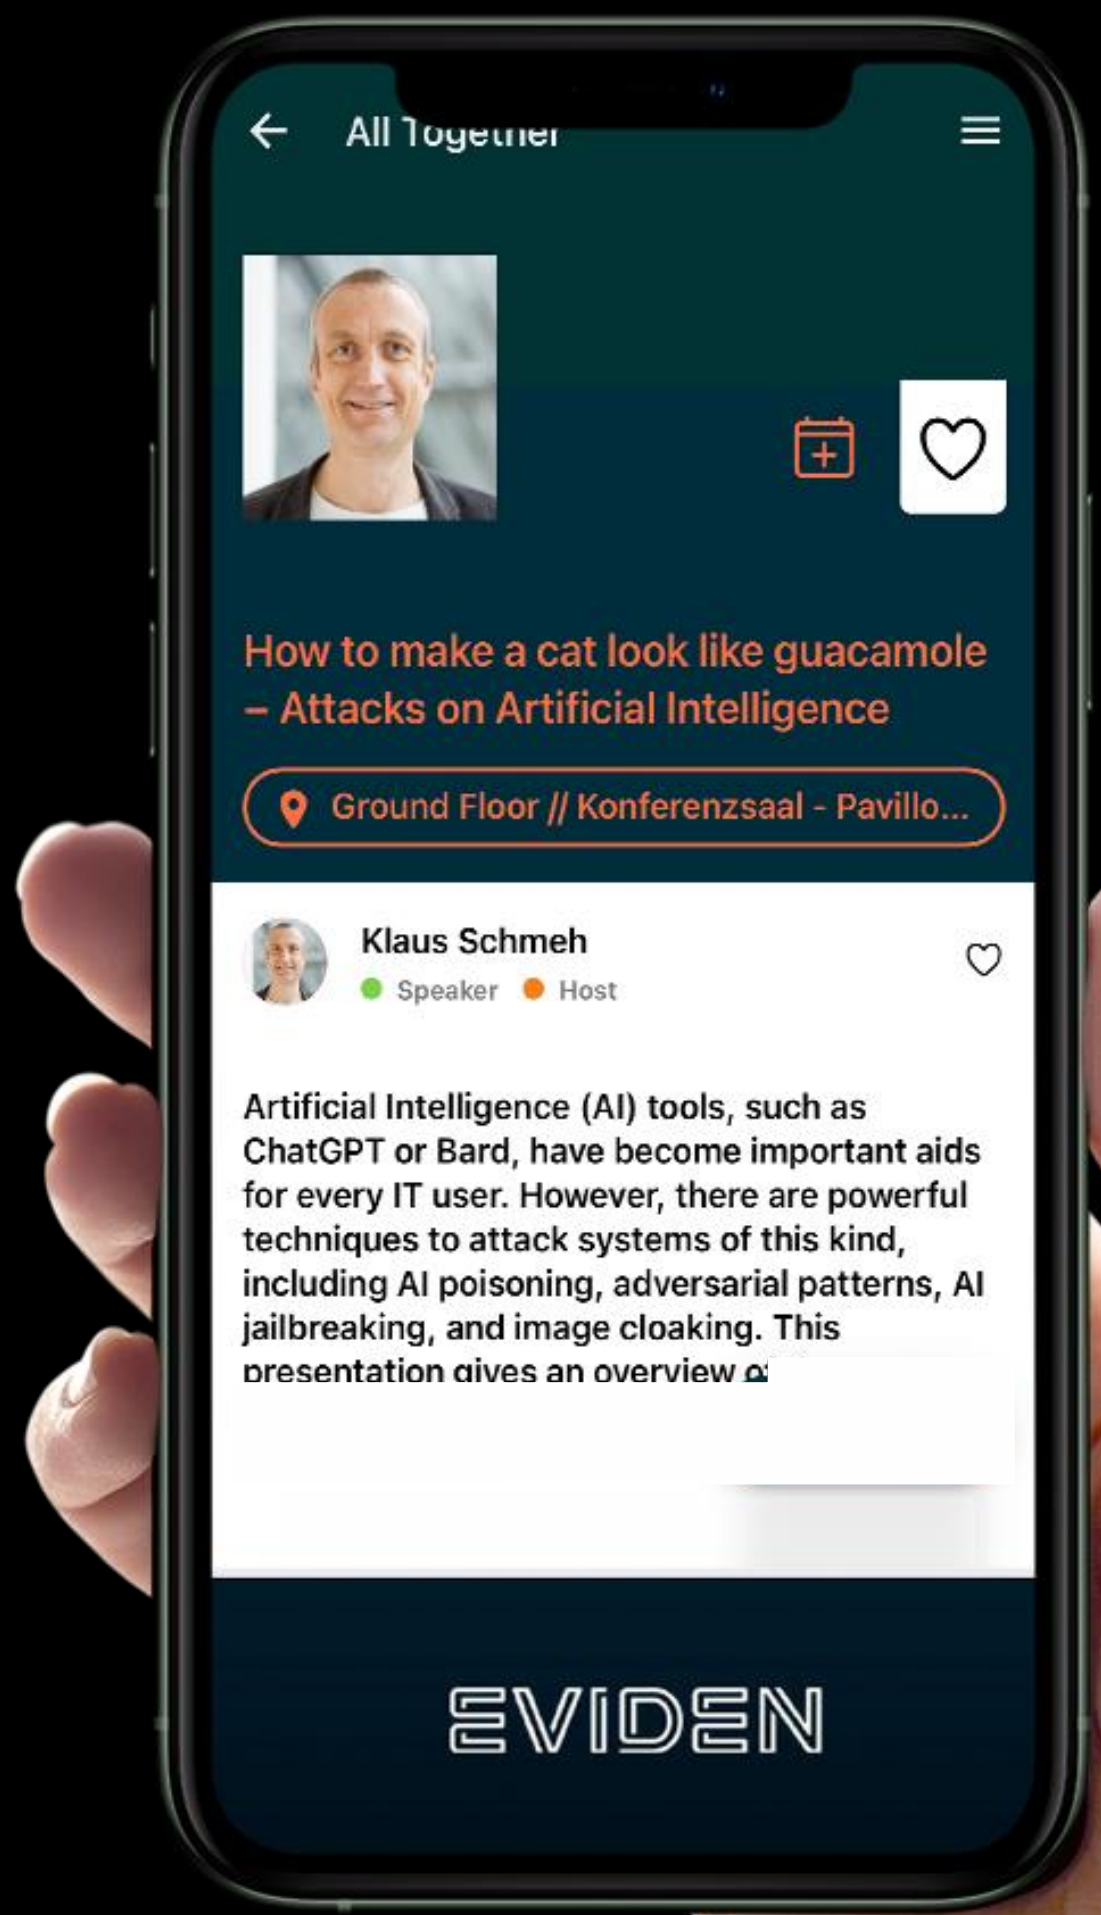 All Together
How to make a cat look like guacamole
– Attacks on Artificial Intelligence
Ground Floor // Konferenzsaal - Pavillo...
Klaus Schmeh
Speaker Host
Artificial Intelligence (AI) tools, such as
ChatGPT or Bard, have become important aids
for every IT user. However, there are powerful
techniques to attack systems of this kind,
including AI poisoning, adversarial patterns, AI
jailbreaking, and image cloaking. This
presentation gives an overview
EVIDEN